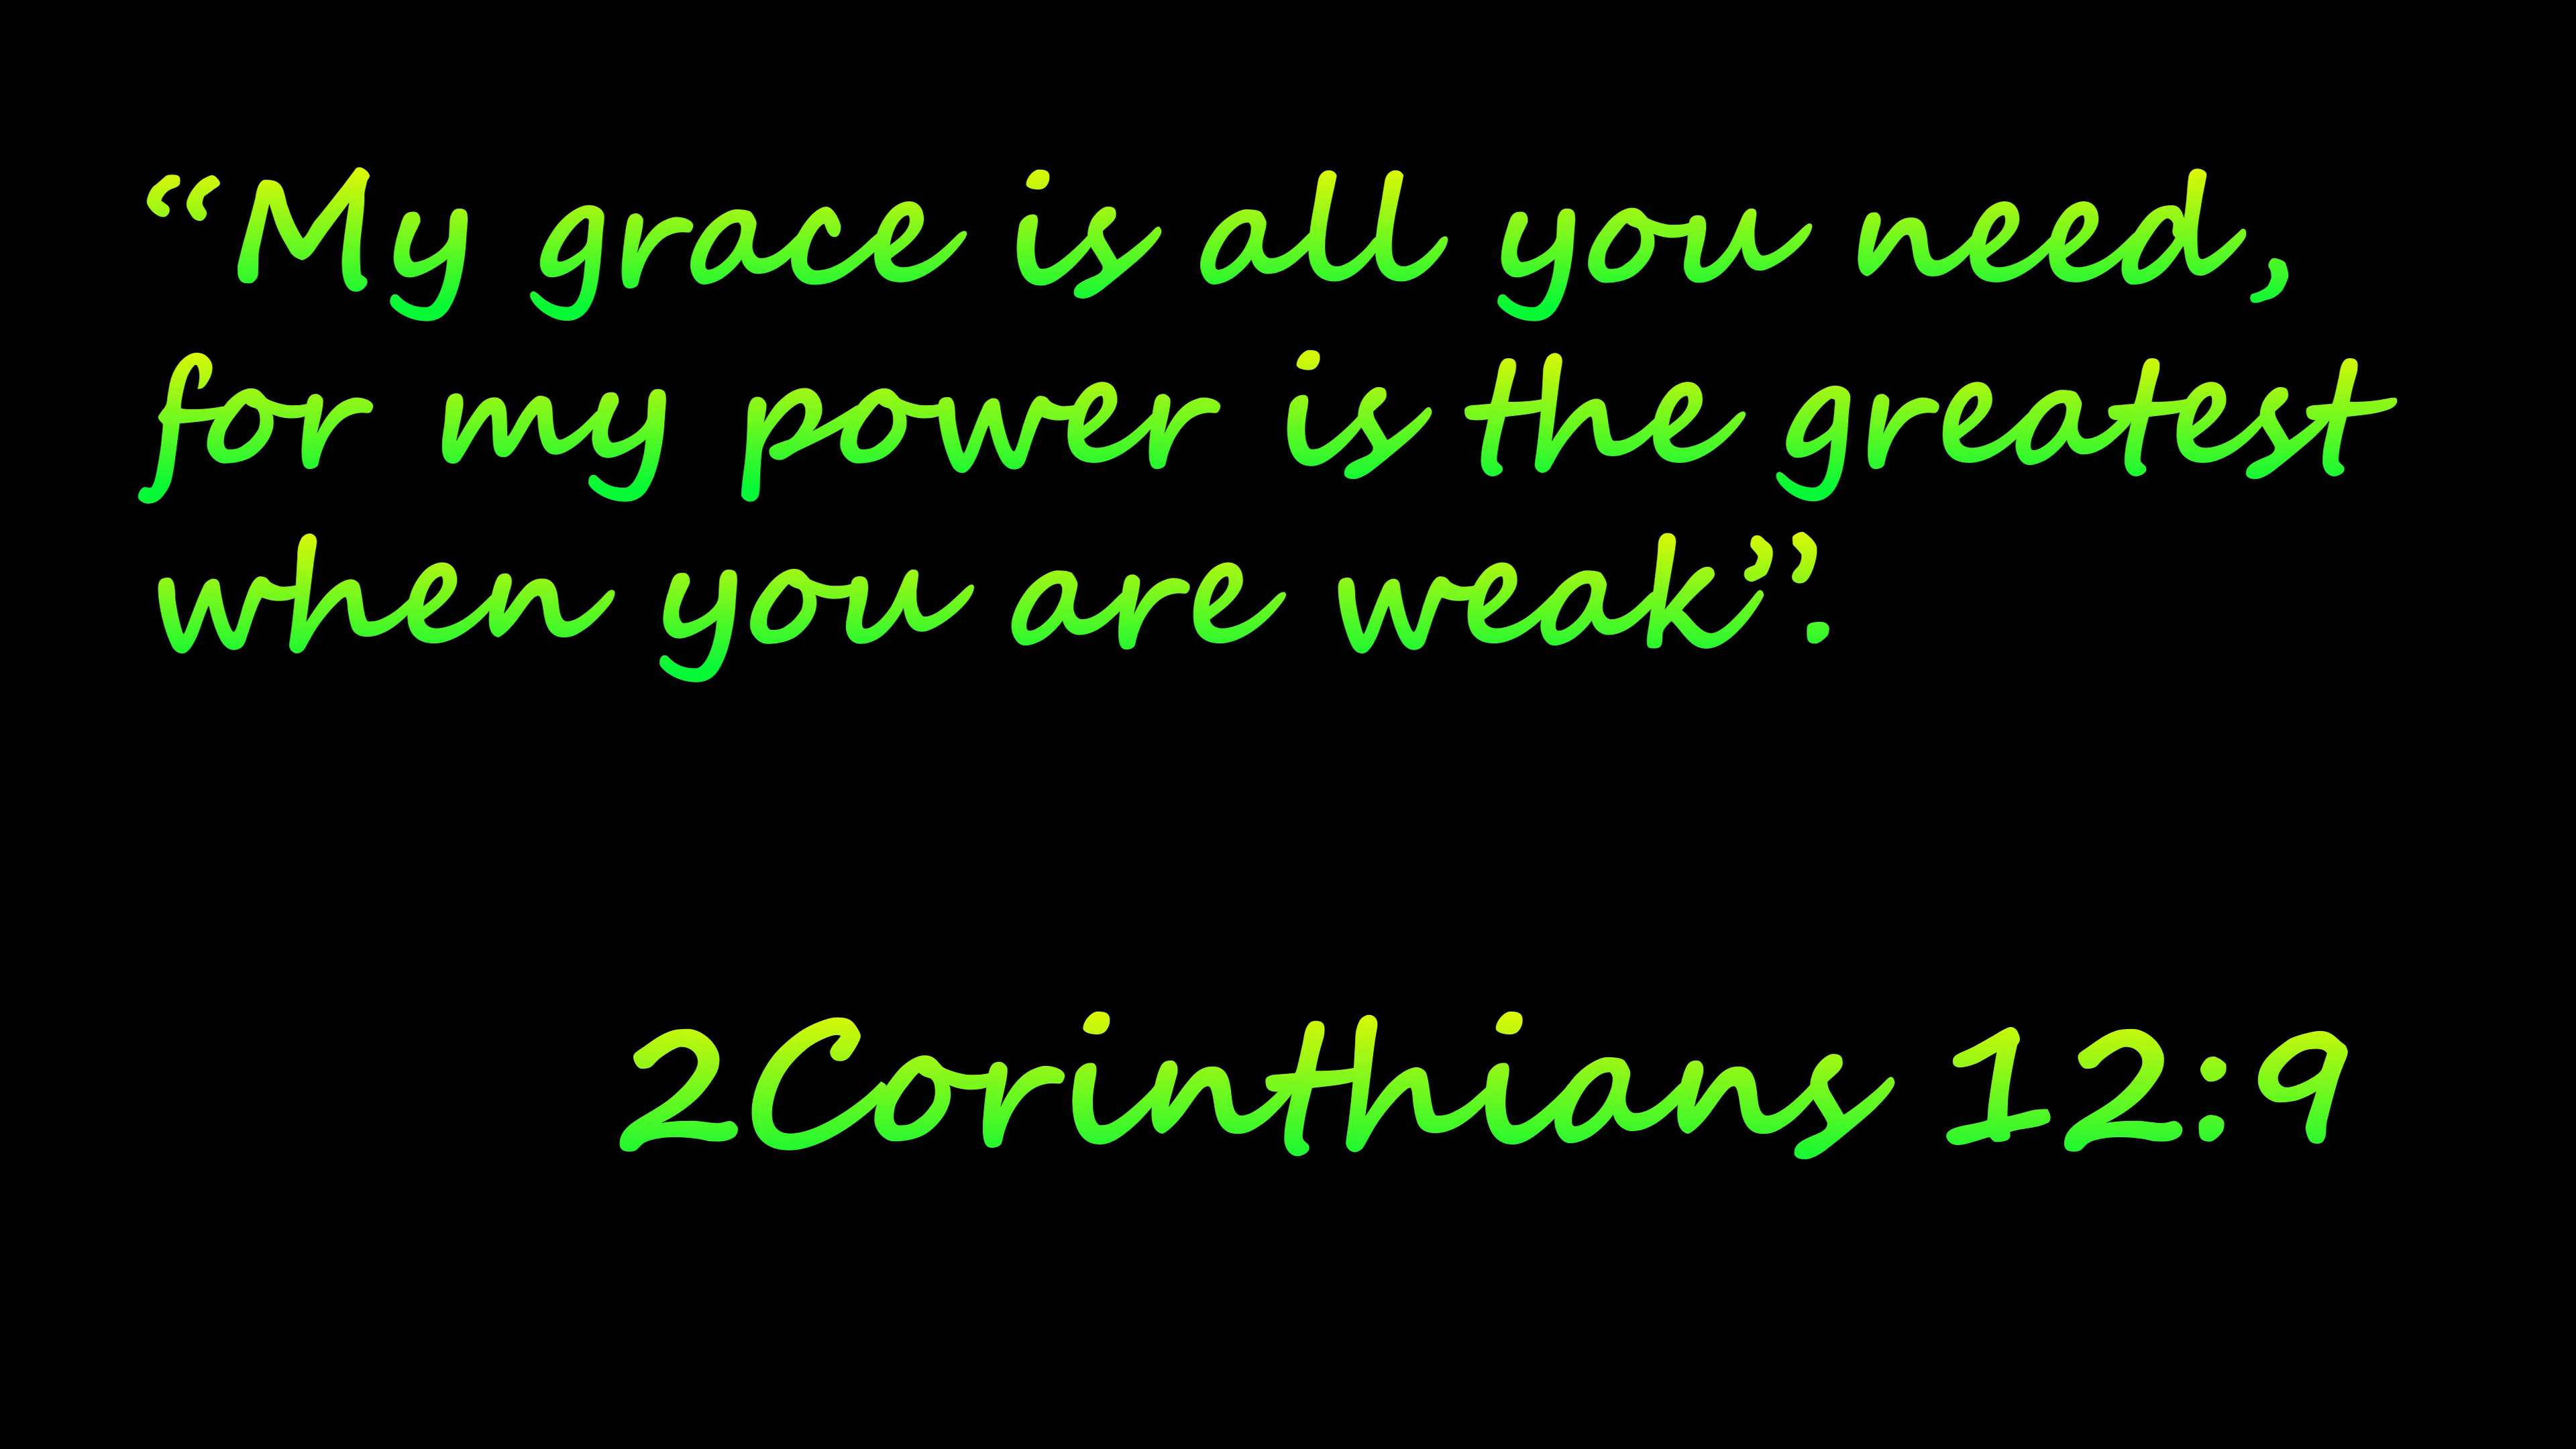 “My grace is all you need,
for my power is the greatest
when you are weak”.
2Corinthians 12:9